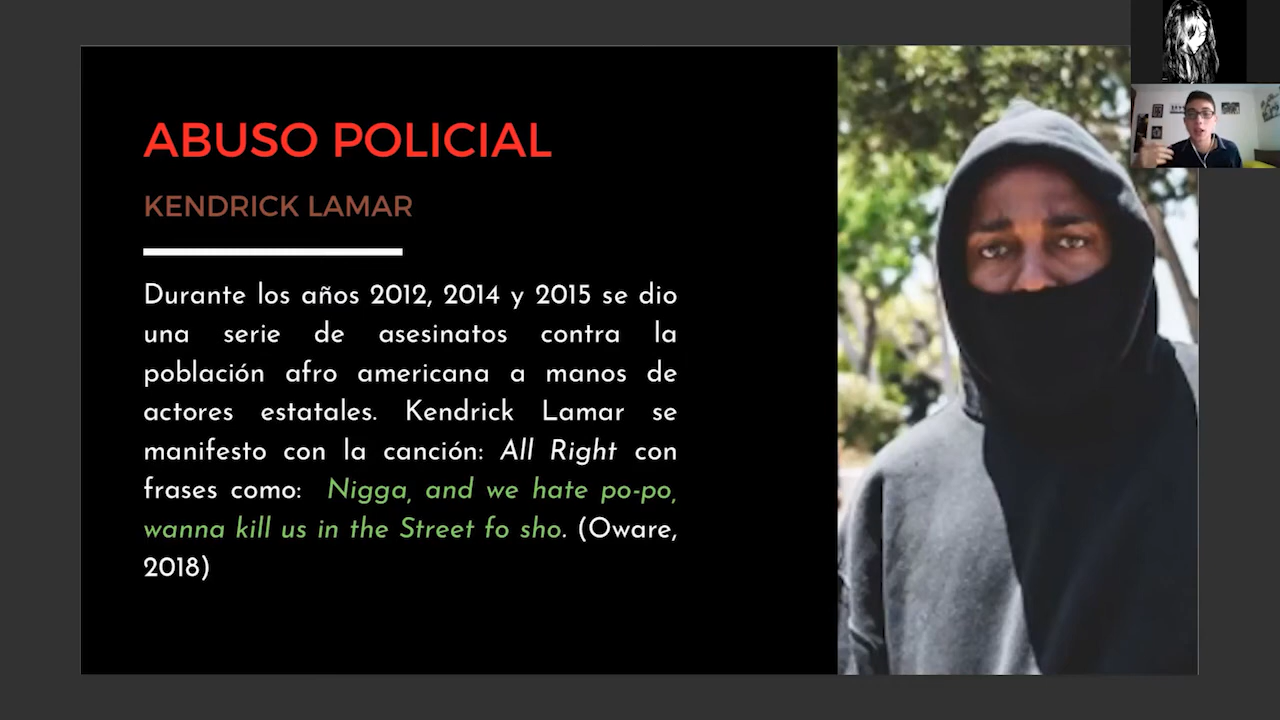 ABUSO POLICIAL
KENDRICK LAMAR
Durante los años 2012, 2014 y 2015 se dio
una serie de asesinatos contra la
población afro americana a manos de
actores estatales. Kendrick Lamar se
manifesto con la canción: All Right con
frases como: Nigga, and we hate po-po,
wanna kill us in the Street fo sho. (Oware,
2018)